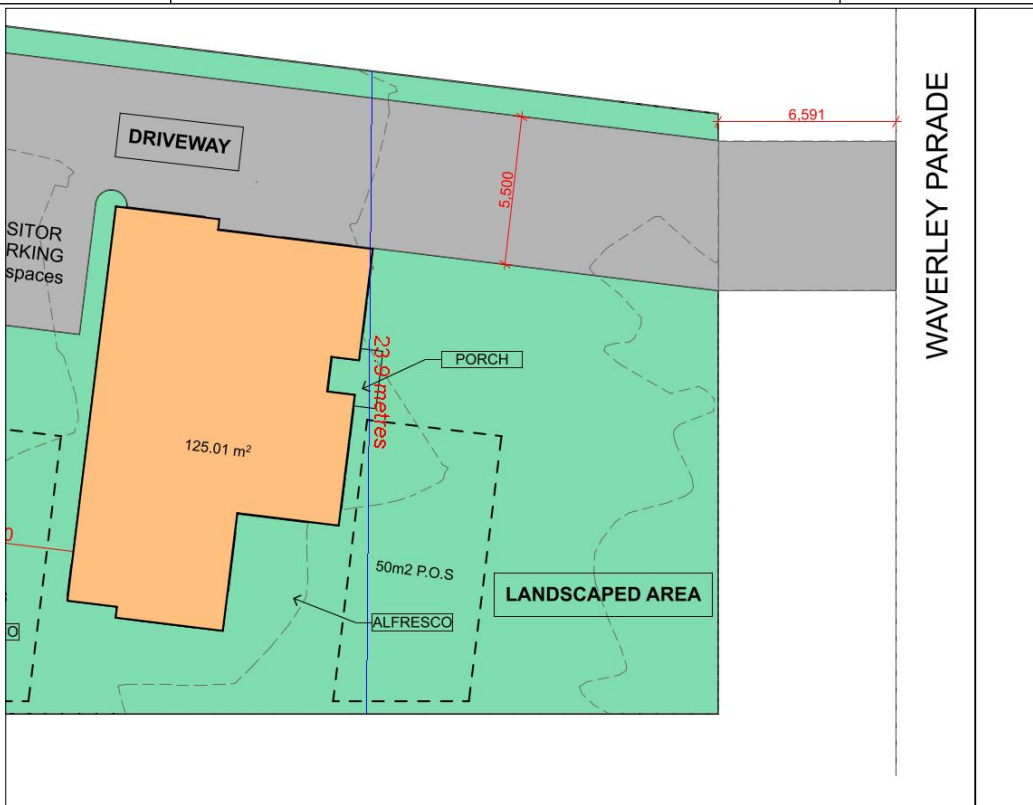 6,591
WAVERLEY PARADE
DRIVEWAY
5,500
SITOR
RKING
spaces
23.9 metres
PORCH
125.01 m²
0
50m2 P.O.S
LANDSCAPED AREA
ALFRESCO
O